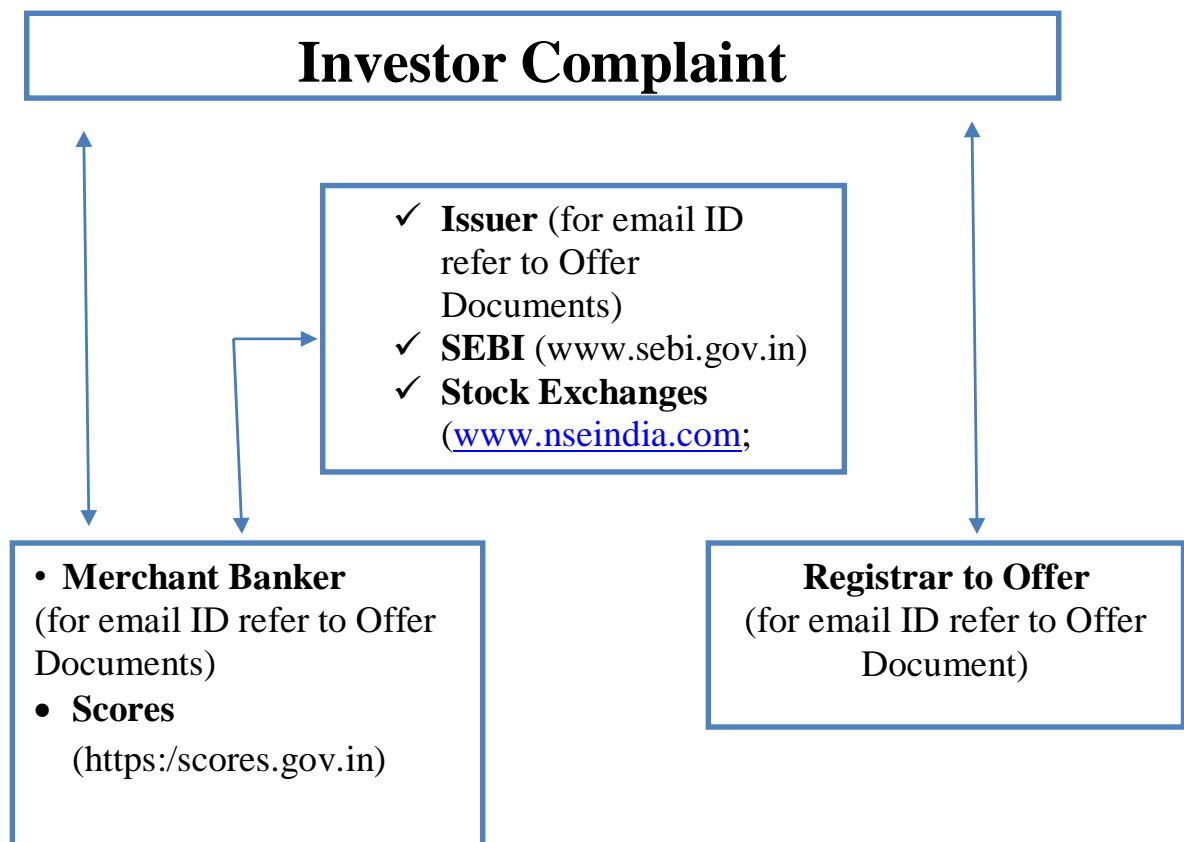 Investor Complaint
✓ Issuer (for email ID
refer to Offer
Documents)
✓ SEBI (www.sebi.gov.in)
✓ Stock Exchanges
(www.nseindia.com;
• Merchant Banker
(for email ID refer to Offer
Documents)
• Scores
(https:/scores.gov.in)
Registrar to Offer
(for email ID refer to Offer
Document)